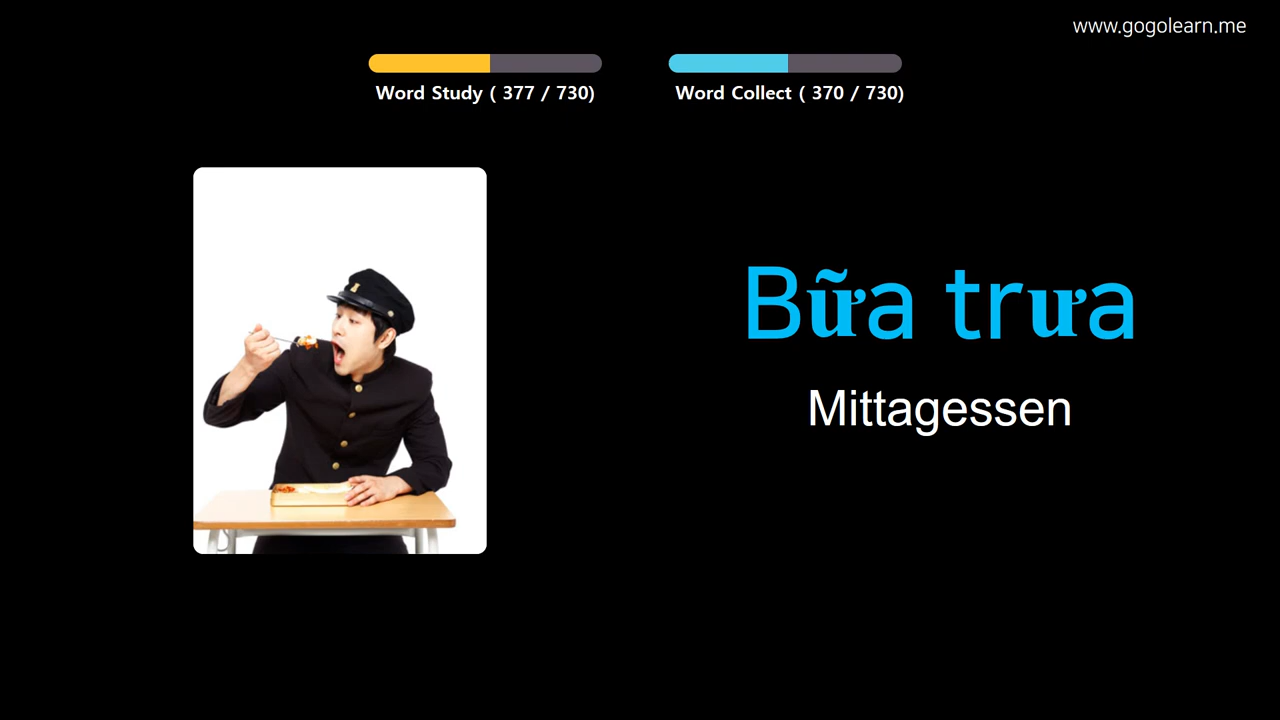 www.gogolearn.me
Word Study ( 377 / 730)
Word Collect ( 370 / 730)
Bữa trưa
Mittagessen